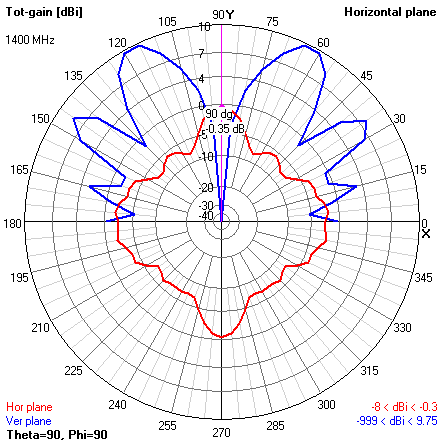 Tot-gain [dBi] Horizontal plane
1400 MHz
90 Y
105 75
120 60
135 45
150 30
165 15
180 0 X
195 345
210 330
225 315
240 300
255 285
270
10
7
4
0
90 dg
-0.35 dB
-5
-10
-20
-30
-40
Hor plane -8 < dBi < -0.3
Ver plane -999 < dBi < 9.75
Theta=90, Phi=90